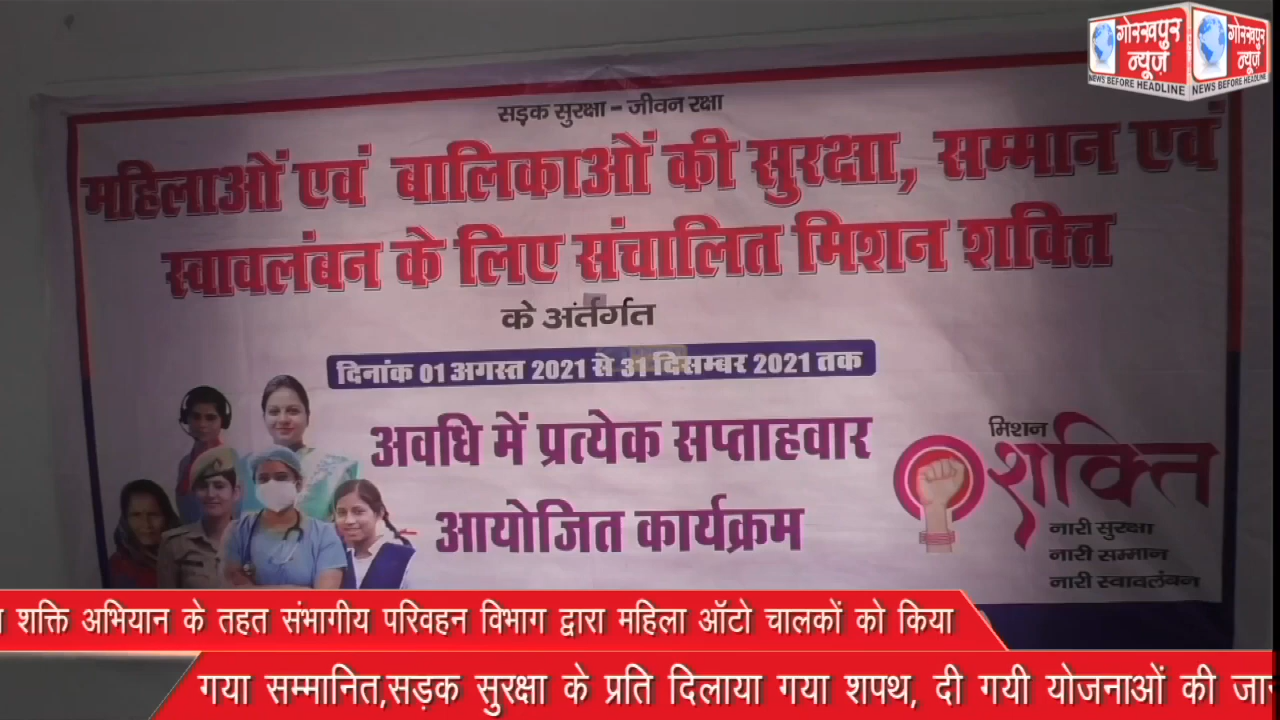 गोरखपुर गोरखपुर
न्यूज़ न्यूज़
NEWS BEFORE HEADLINE NEWS BEFORE HEADLINE
सड़क सुरक्षा - जीवन रक्षा
महिलाओं एवं बालिकाओं की सुरक्षा, सम्मान एवं
स्वावलंबन के लिए संचालित मिशन शक्ति
के अंर्तगत
दिनांक 01 अगस्त 2021 से 31 दिसम्बर 2021 तक
अवधि में प्रत्येक सप्ताहवार
आयोजित कार्यक्रम
मिशन
शक्ति
नारी सुरक्षा
नारी सम्मान
नारी स्वावलंबन
शक्ति अभियान के तहत संभागीय परिवहन विभाग द्वारा महिला ऑटो चालकों को किया
गया सम्मानित,सड़क सुरक्षा के प्रति दिलाया गया शपथ, दी गयी योजनाओं की